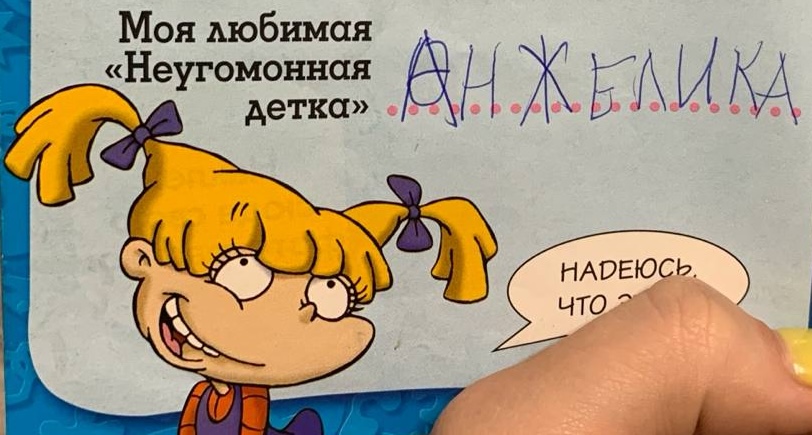 Моя любимая
«Неугомонная
детка»
АНЖЕЛИКА
НАДЕЮСЬ,
ЧТО